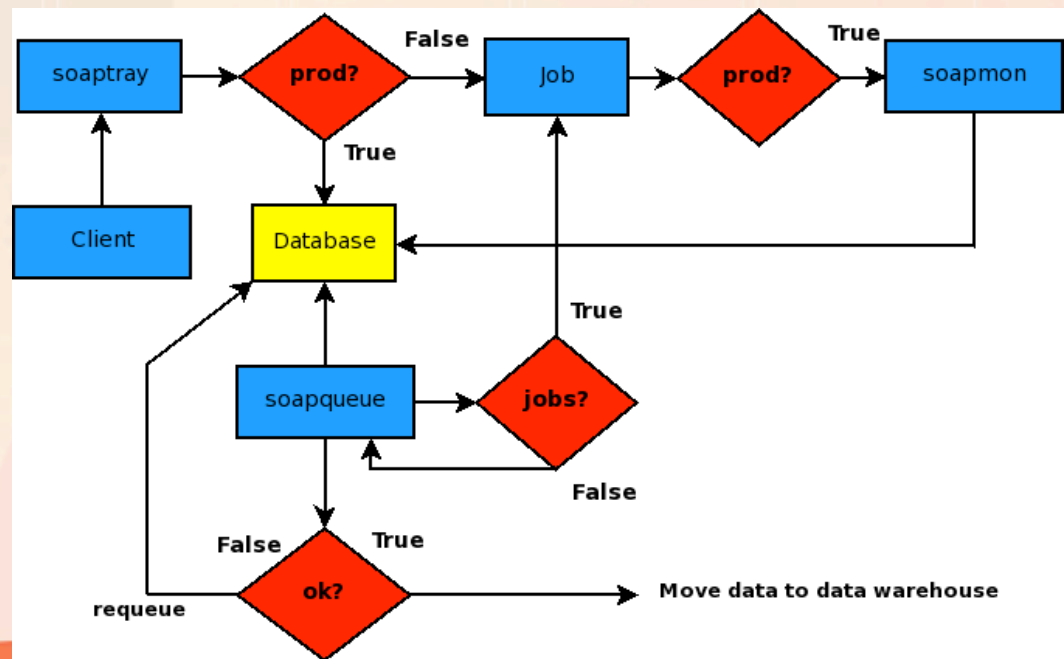 False
True
soaptray
prod?
Job
prod?
soapmon
True
Client
Database
True
soapqueue
jobs?
False
False
True
ok?
requeue
Move data to data warehouse